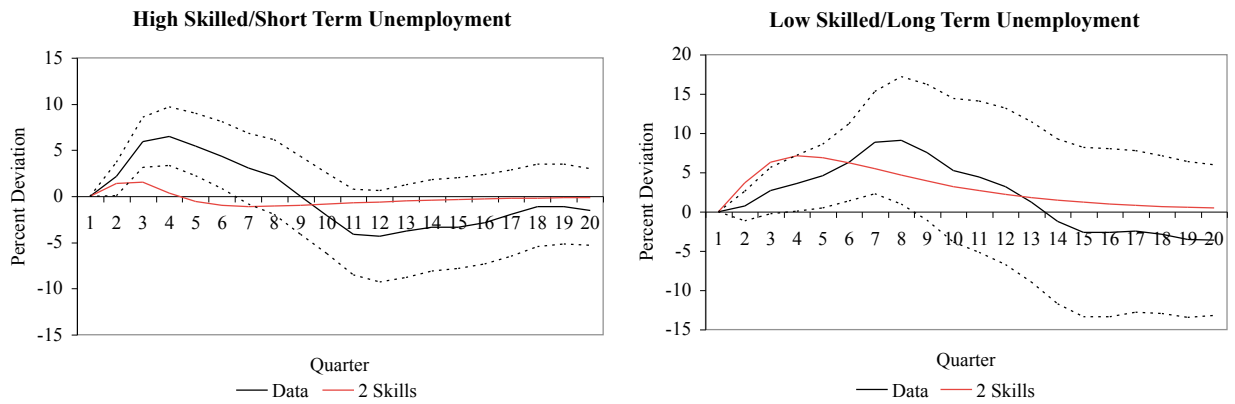 High Skilled/Short Term Unemployment
15
10
5
0
-5
-10
-15
Percent Deviation
1 2 3 4 5 6 7 8 9 10 11 12 13 14 15 16 17 18 19 20
Quarter
Data 2 Skills
Low Skilled/Long Term Unemployment
20
15
10
5
0
-5
-10
-15
Percent Deviation
1 2 3 4 5 6 7 8 9 10 11 12 13 14 15 16 17 18 19 20
Quarter
Data 2 Skills